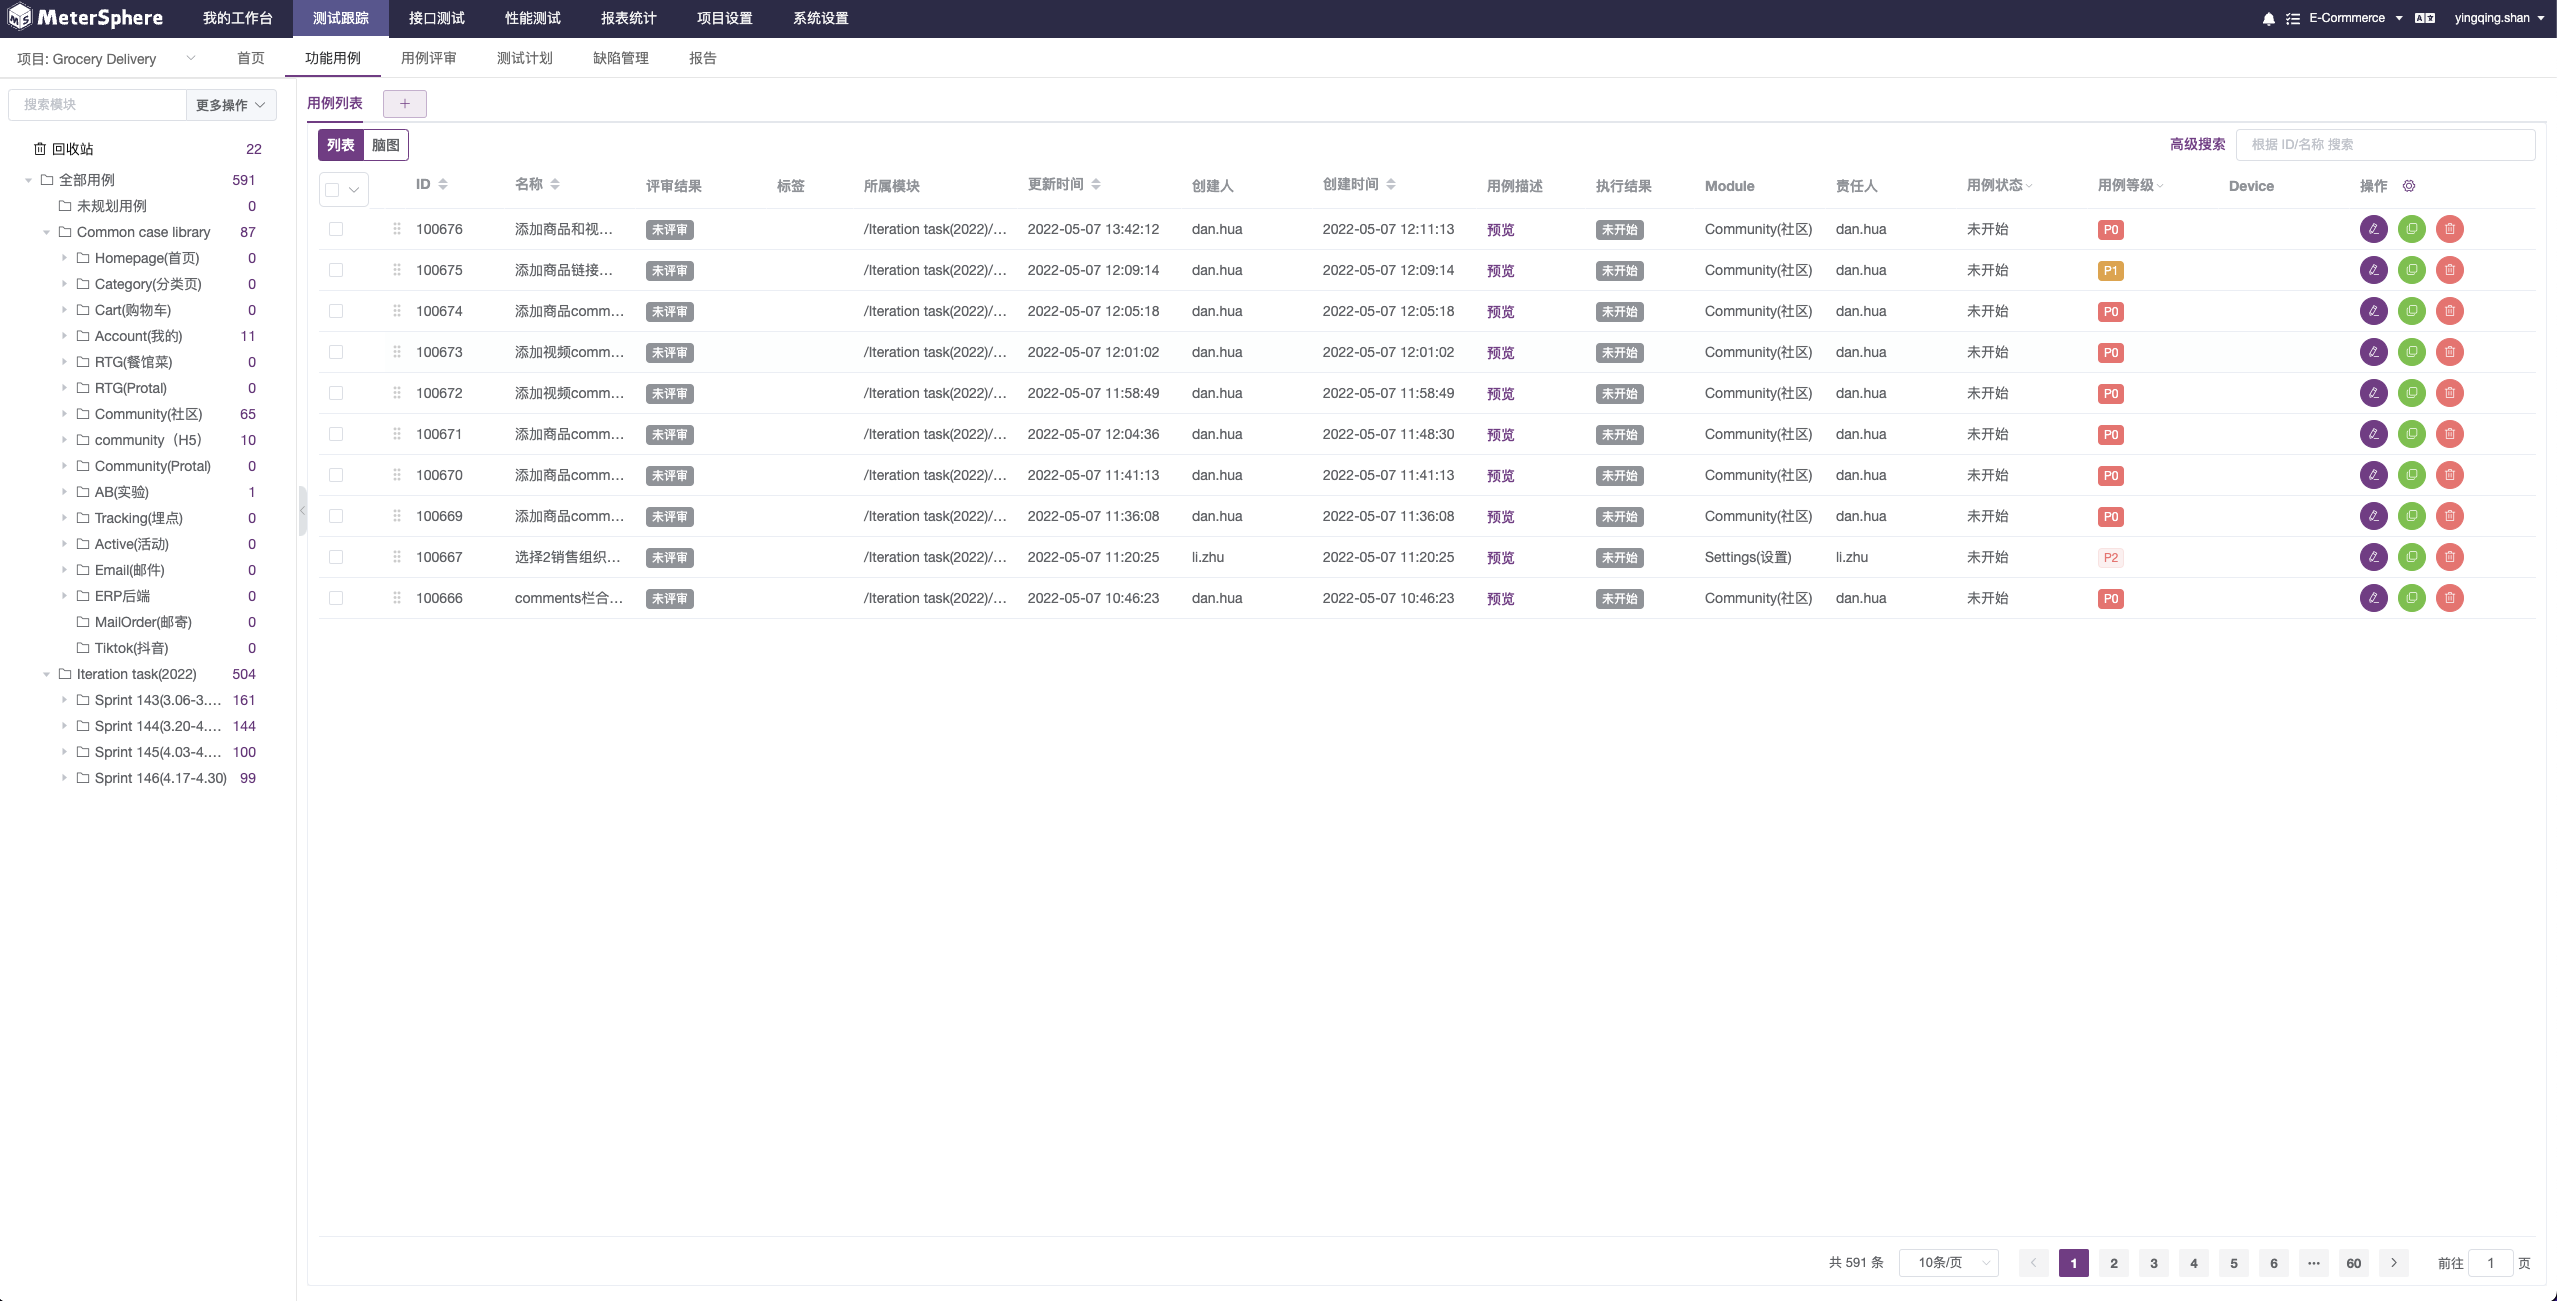 MeterSphere 我的工作台 测试跟踪 接口测试 性能测试 报表统计 项目设置 系统设置 E-Cormmerce yingqing.shan
项目: Grocery Delivery 首页 功能用例 用例评审 测试计划 缺陷管理 报告
搜索模块 更多操作
回收站 22
全部用例 591
未规划用例 0
Common case library 87
Homepage(首页) 0
Category(分类页) 0
Cart(购物车) 0
Account(我的) 11
RTG(餐馆菜) 0
RTG(Protal) 0
Community(社区) 65
community（H5） 10
Community(Protal) 0
AB(实验) 1
Tracking(埋点) 0
Active(活动) 0
Email(邮件) 0
ERP后端 0
MailOrder(邮寄) 0
Tiktok(抖音) 0
Iteration task(2022) 504
Sprint 143(3.06-3.... 161
Sprint 144(3.20-4.... 144
Sprint 145(4.03-4.... 100
Sprint 146(4.17-4.30) 99
用例列表 +
列表 脑图 高级搜索 根据 ID/名称 搜索
ID 名称 评审结果 标签 所属模块 更新时间 创建人 创建时间 用例描述 执行结果 Module 责任人 用例状态 用例等级 Device 操作
100676 添加商品和视... 未评审 /Iteration task(2022)/... 2022-05-07 13:42:12 dan.hua 2022-05-07 12:11:13 预览 未开始 Community(社区) dan.hua 未开始 P0
100675 添加商品链接... 未评审 /Iteration task(2022)/... 2022-05-07 12:09:14 dan.hua 2022-05-07 12:09:14 预览 未开始 Community(社区) dan.hua 未开始 P1
100674 添加商品comm... 未评审 /Iteration task(2022)/... 2022-05-07 12:05:18 dan.hua 2022-05-07 12:05:18 预览 未开始 Community(社区) dan.hua 未开始 P0
100673 添加视频comm... 未评审 /Iteration task(2022)/... 2022-05-07 12:01:02 dan.hua 2022-05-07 12:01:02 预览 未开始 Community(社区) dan.hua 未开始 P0
100672 添加视频comm... 未评审 /Iteration task(2022)/... 2022-05-07 11:58:49 dan.hua 2022-05-07 11:58:49 预览 未开始 Community(社区) dan.hua 未开始 P0
100671 添加商品comm... 未评审 /Iteration task(2022)/... 2022-05-07 12:04:36 dan.hua 2022-05-07 11:48:30 预览 未开始 Community(社区) dan.hua 未开始 P0
100670 添加商品comm... 未评审 /Iteration task(2022)/... 2022-05-07 11:41:13 dan.hua 2022-05-07 11:41:13 预览 未开始 Community(社区) dan.hua 未开始 P0
100669 添加商品comm... 未评审 /Iteration task(2022)/... 2022-05-07 11:36:08 dan.hua 2022-05-07 11:36:08 预览 未开始 Community(社区) dan.hua 未开始 P0
100667 选择2销售组织... 未评审 /Iteration task(2022)/... 2022-05-07 11:20:25 li.zhu 2022-05-07 11:20:25 预览 未开始 Settings(设置) li.zhu 未开始 P2
100666 comments栏合... 未评审 /Iteration task(2022)/... 2022-05-07 10:46:23 dan.hua 2022-05-07 10:46:23 预览 未开始 Community(社区) dan.hua 未开始 P0
共 591 条 10条/页 1 2 3 4 5 6 ... 60 前往 1 页